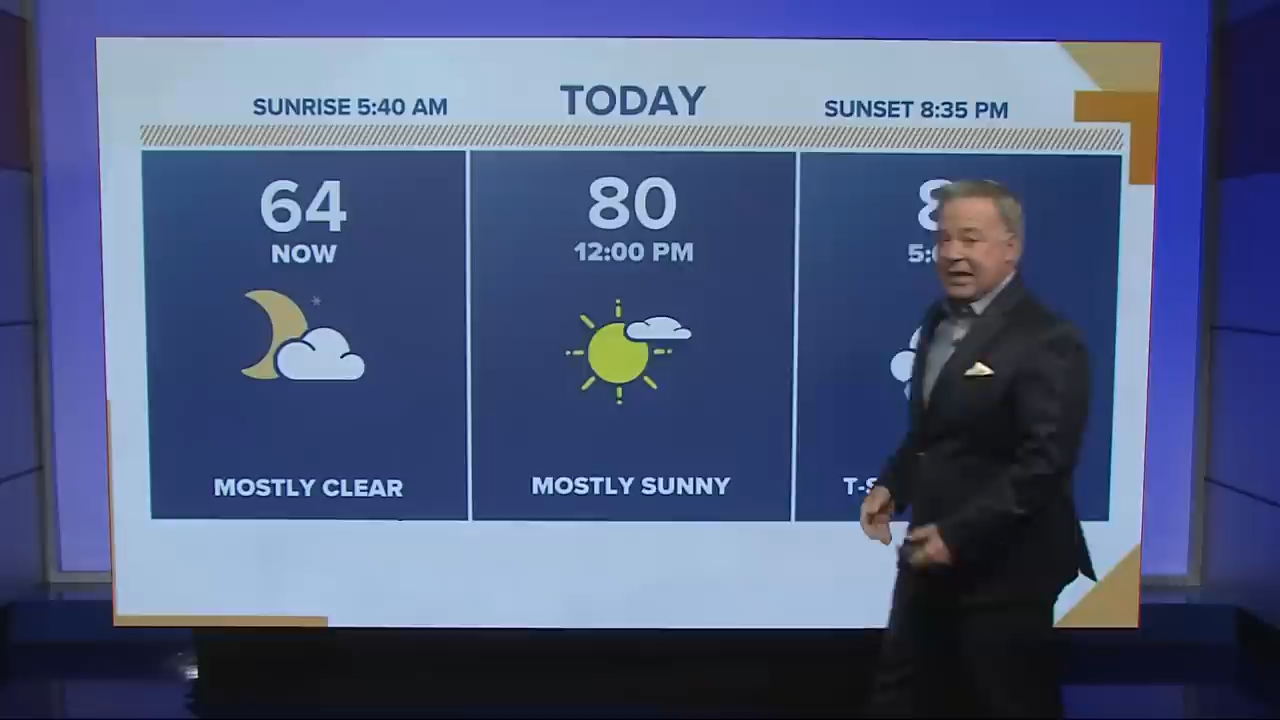 SUNRISE 5:40 AM
TODAY
SUNSET 8:35 PM
64
NOW
MOSTLY CLEAR
80
12:00 PM
MOSTLY SUNNY